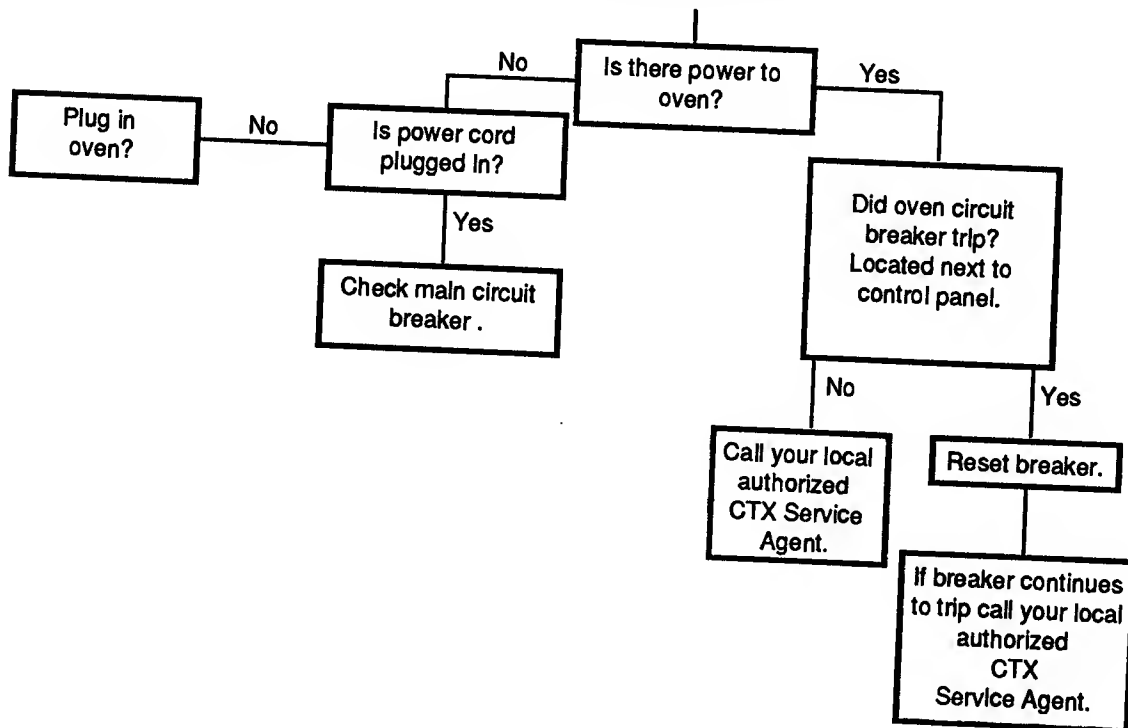 No
Is there power to
oven?
Yes
Plug in
oven?
No
Is power cord
plugged in?
Yes
Check main circuit
breaker .
Did oven circuit
breaker trip?
Located next to
control panel.
No
Yes
Call your local
authorized
CTX Service
Agent.
Reset breaker.
If breaker continues
to trip call your local
authorized
CTX
Service Agent.